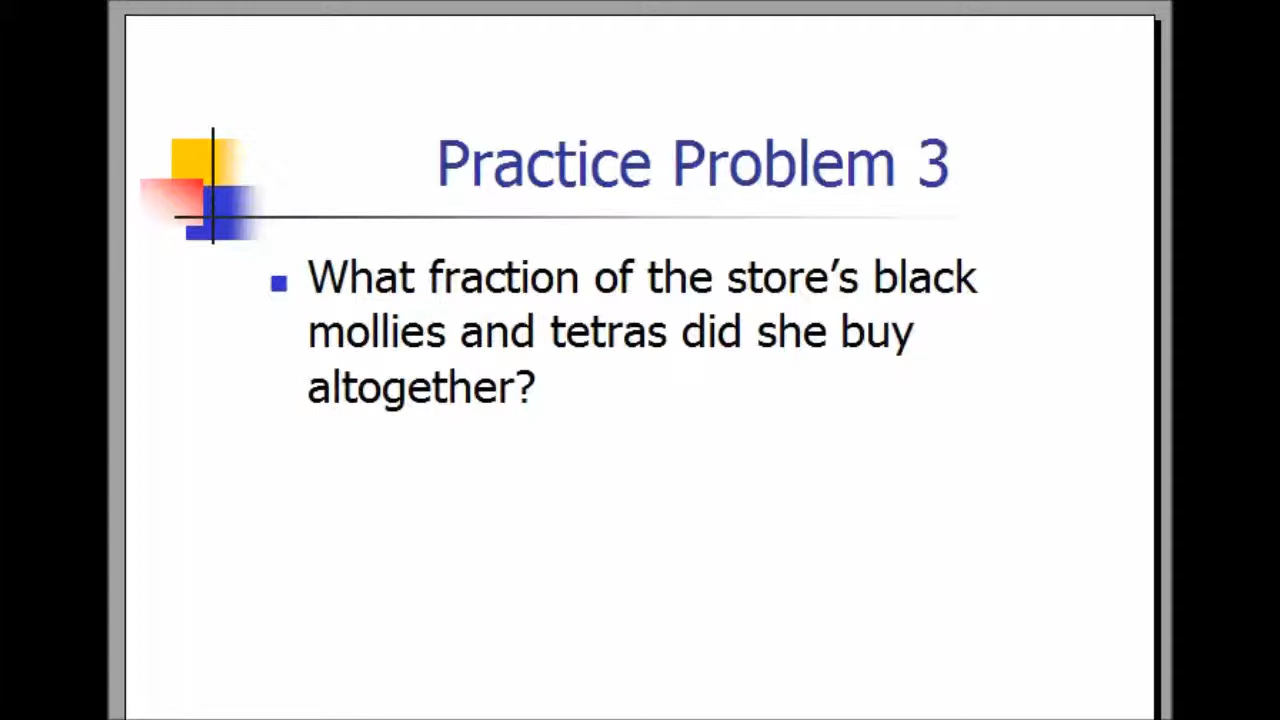 Practice Problem 3
What fraction of the store’s black
mollies and tetras did she buy
altogether?